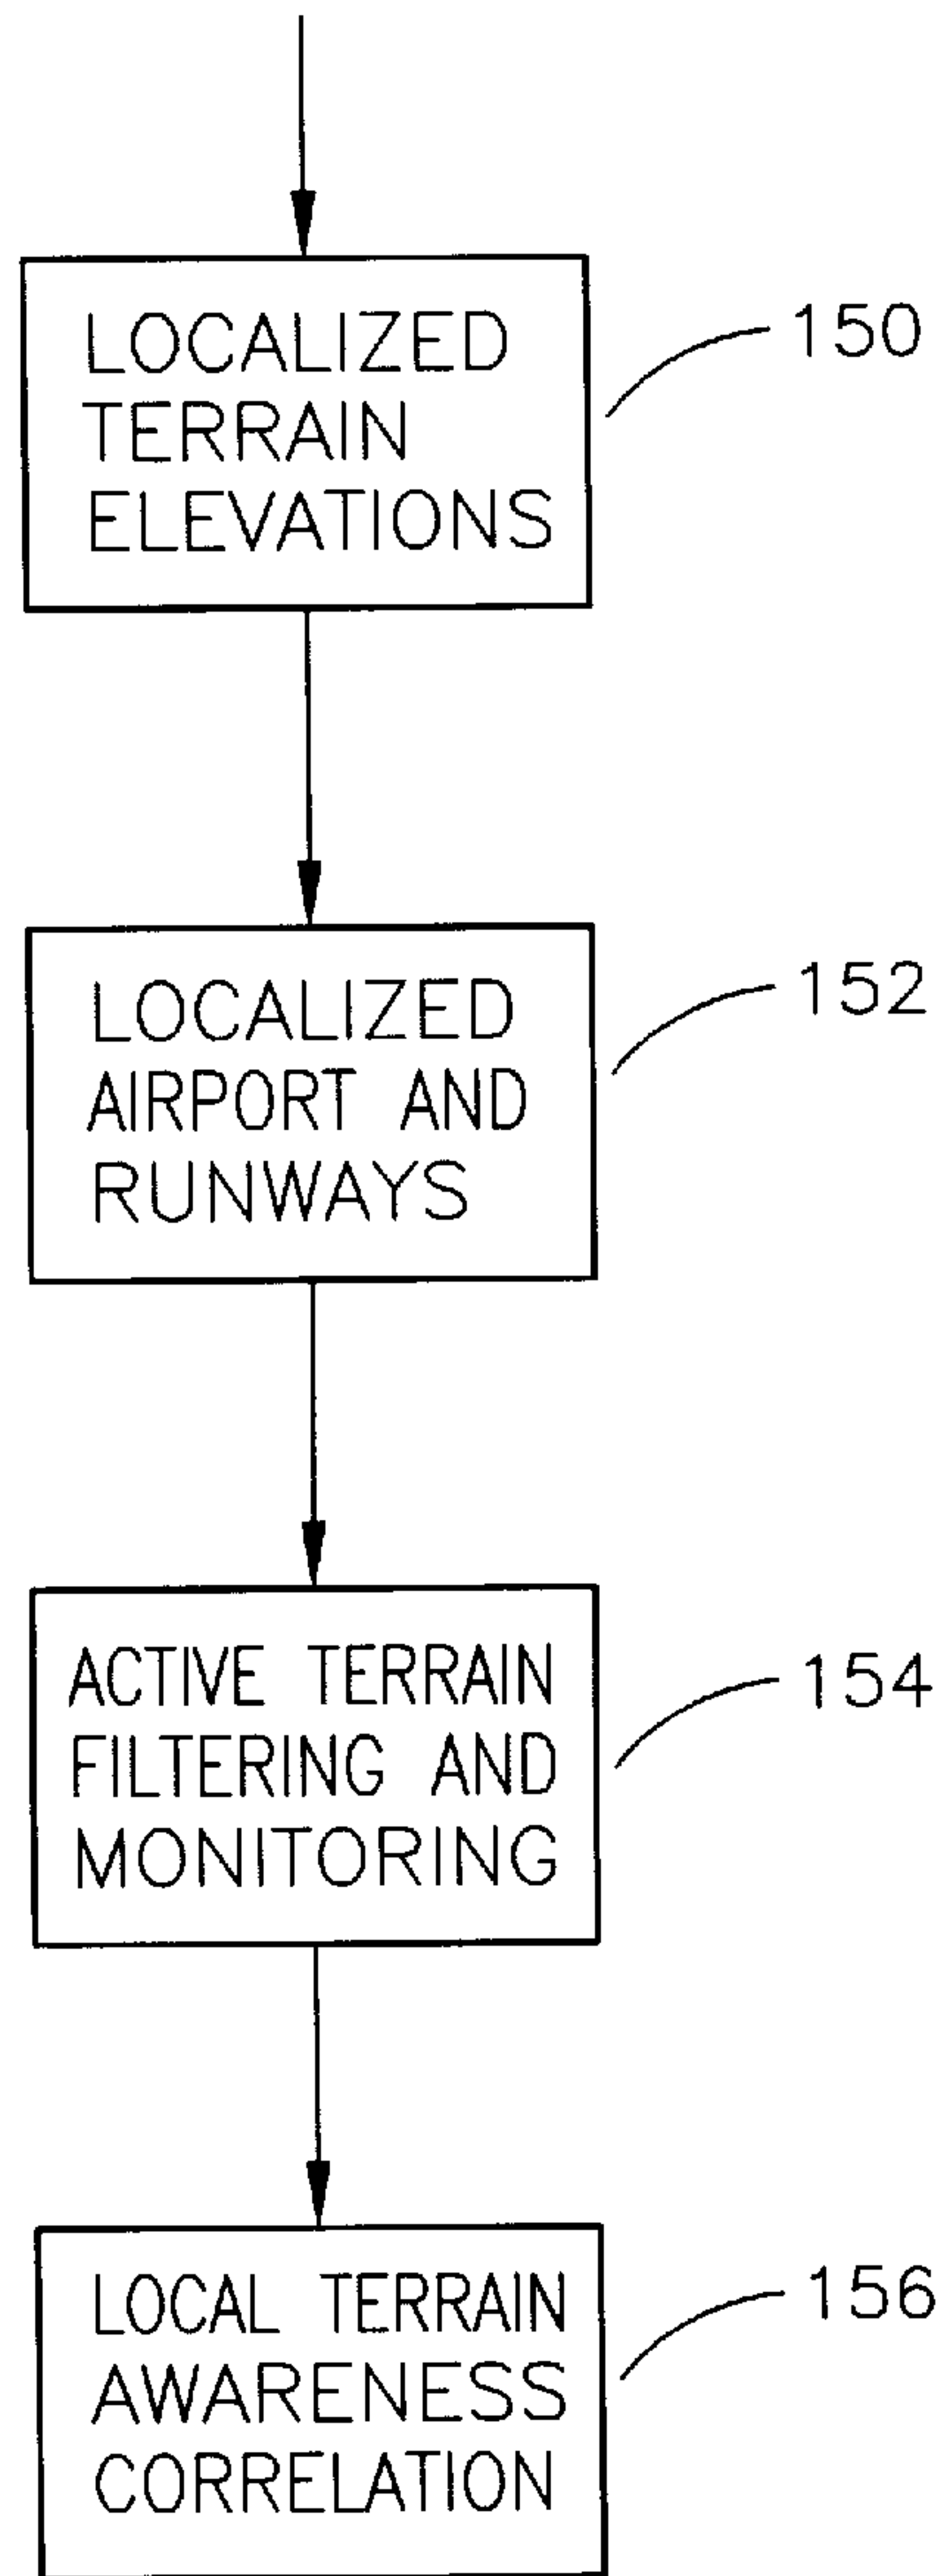 LOCALIZED
TERRAIN
ELEVATIONS
150
LOCALIZED
AIRPORT AND
RUNWAYS
152
ACTIVE TERRAIN
FILTERING AND
MONITORING
154
LOCAL TERRAIN
AWARENESS
CORRELATION
156